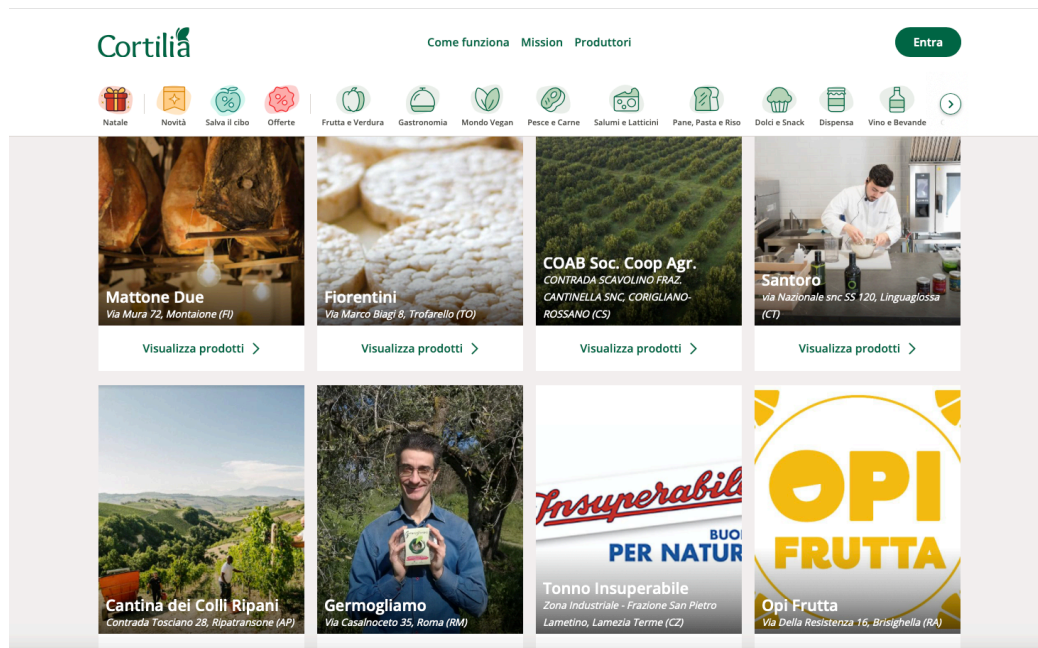 Cortilia
Come funziona Mission Produttori
Entra
Natale
Novità
Salva il cibo
Offerte
Frutta e Verdura
Gastronomia
Mondo Vegan
Pesce e Carne
Salumi e Latticini
Pane, Pasta e Riso
Dolci e Snack
Dispensa
Vino e Bevande
Mattone Due
Via Mura 72, Montaione (FI)
Visualizza prodotti
Fiorentini
Via Marco Biagi 8, Trofarello (TO)
Visualizza prodotti
COAB Soc. Coop Agr.
CONTRADA SCAVOLINO FRAZ.
CANTINELLA SNC, CORIGLIANO-
ROSSANO (CS)
Visualizza prodotti
Santoro
via Nazionale snc SS 120, Linguaglossa
(CT)
Visualizza prodotti
Cantina dei Colli Ripani
Contrada Tosciano 28, Ripatransone (AP)
Germogliamo
Via Casalnoceto 35, Roma (RM)
Insuperabil
BUO
PER NATUR
Tonno Insuperabile
Zona Industriale - Frazione San Pietro
Lametino, Lamezia Terme (CZ)
OPI
FRUTTA
Opi Frutta
Via Della Resistenza 16, Brisighella (RA)